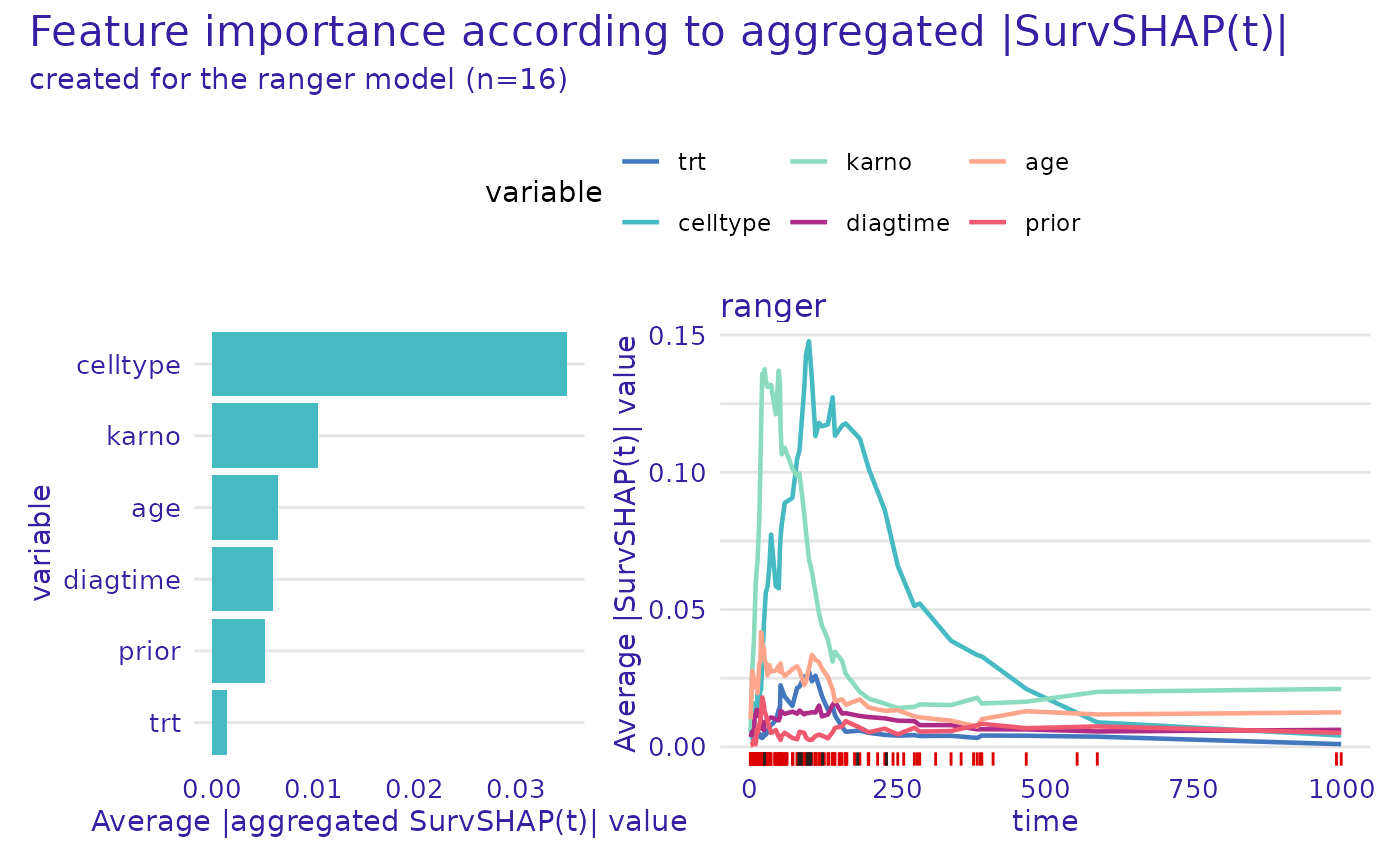 Feature importance according to aggregated |SurvSHAP(t)|
created for the ranger model (n=16)
variable
trt
karno
age
celltype
diagtime
prior
variable
celltype
karno
age
diagtime
prior
trt
0.00 0.01 0.02 0.03
Average |aggregated SurvSHAP(t)| value
ranger
Average |SurvSHAP(t)| value
0.15
0.10
0.05
0.00
0 250 500 750 1000
time